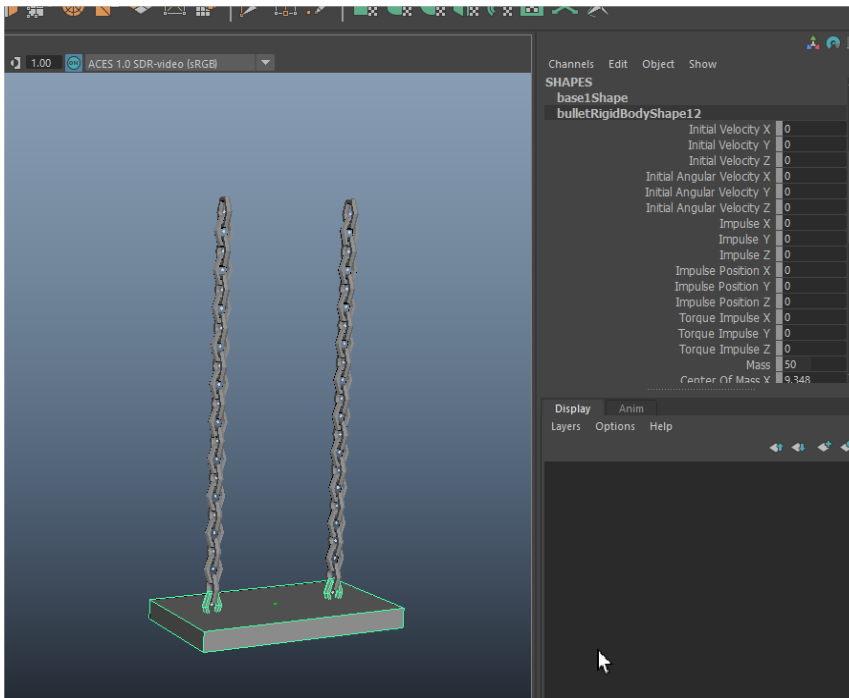 1.00 ON ACES 1.0 SDR-video (sRGB)
Channels Edit Object Show
SHAPES
base1Shape
bulletRigidBodyShape12
Initial Velocity X 0
Initial Velocity Y 0
Initial Velocity Z 0
Initial Angular Velocity X 0
Initial Angular Velocity Y 0
Initial Angular Velocity Z 0
Impulse X 0
Impulse Y 0
Impulse Z 0
Impulse Position X 0
Impulse Position Y 0
Impulse Position Z 0
Torque Impulse X 0
Torque Impulse Y 0
Torque Impulse Z 0
Mass 50
Center Of Mass X 9.348
Display Anim
Layers Options Help